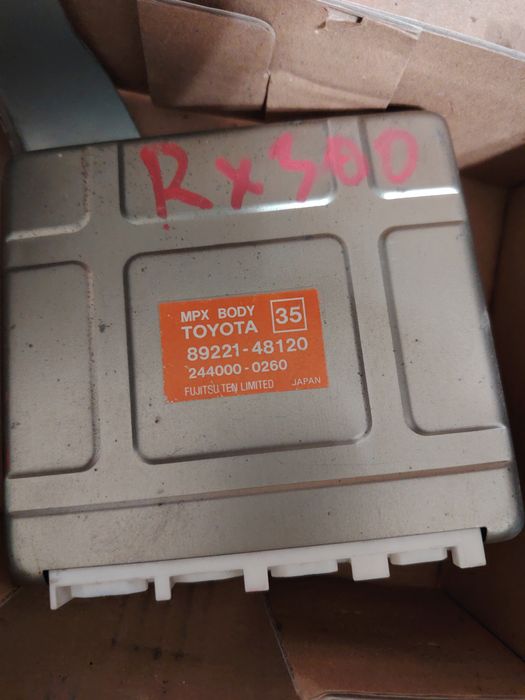 Rx300
MPX BODY 35
TOYOTA
89221-48120
244000-0260
FUJITSU TEN LIMITED JAPAN